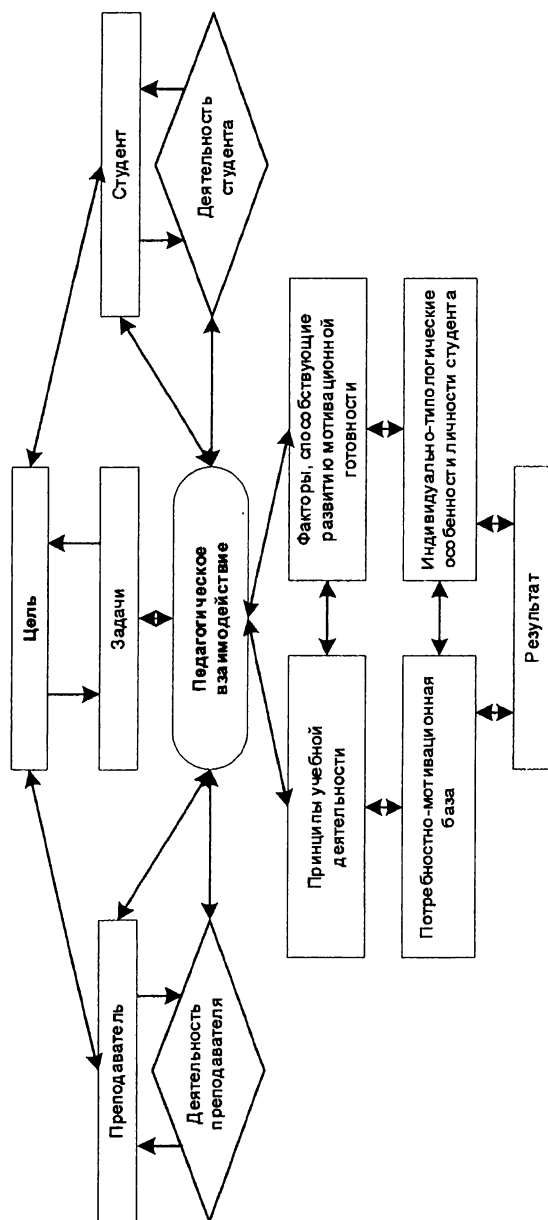 Цель
Задачи
Преподаватель
Деятельность
преподавателя
Педагогическое
взаимодействие
Студент
Деятельность
студента
Принципы учебной
деятельности
Факторы, способствующие
развитию мотивационной
готовности
Потребностно-мотивационная
база
Индивидуально-типологические
особенности личности студента
Результат